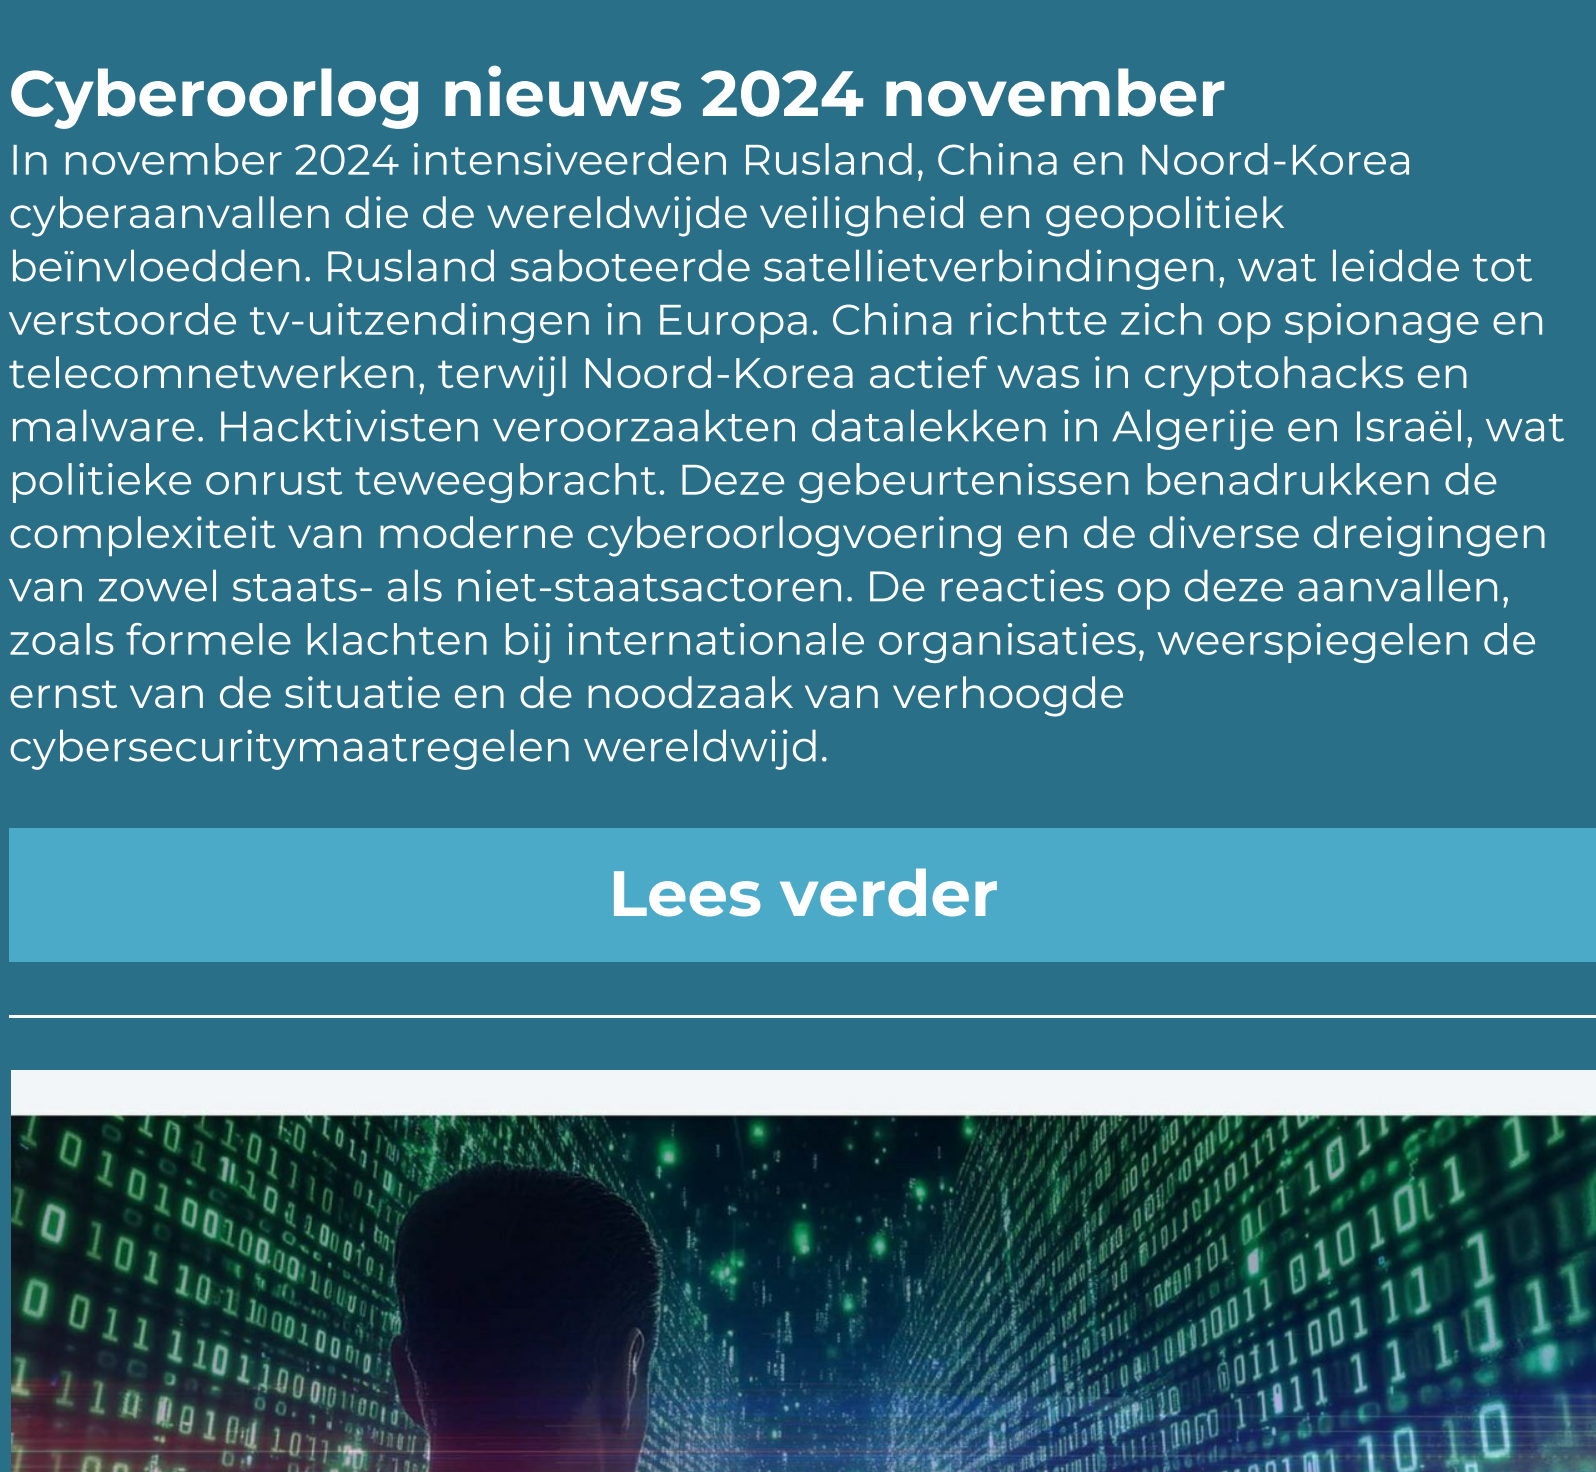 Cyberoorlog nieuws 2024 november
In november 2024 intensiveerden Rusland, China en Noord-Korea
cyberaanvallen die de wereldwijde veiligheid en geopolitiek
beïnvloedden. Rusland saboteerde satellietverbindingen, wat leidde tot
verstoorde tv-uitzendingen in Europa. China richtte zich op spionage en
telecomnetwerken, terwijl Noord-Korea actief was in cryptohacks en
malware. Hacktivisten veroorzaakten datalekken in Algerije en Israël, wat
politieke onrust teweegbracht. Deze gebeurtenissen benadrukken de
complexiteit van moderne cyberoorlogvoering en de diverse dreigingen
van zowel staats- als niet-staatsactoren. De reacties op deze aanvallen,
zoals formele klachten bij internationale organisaties, weerspiegelen de
ernst van de situatie en de noodzaak van verhoogde
cybersecuritymaatregelen wereldwijd.
Lees verder